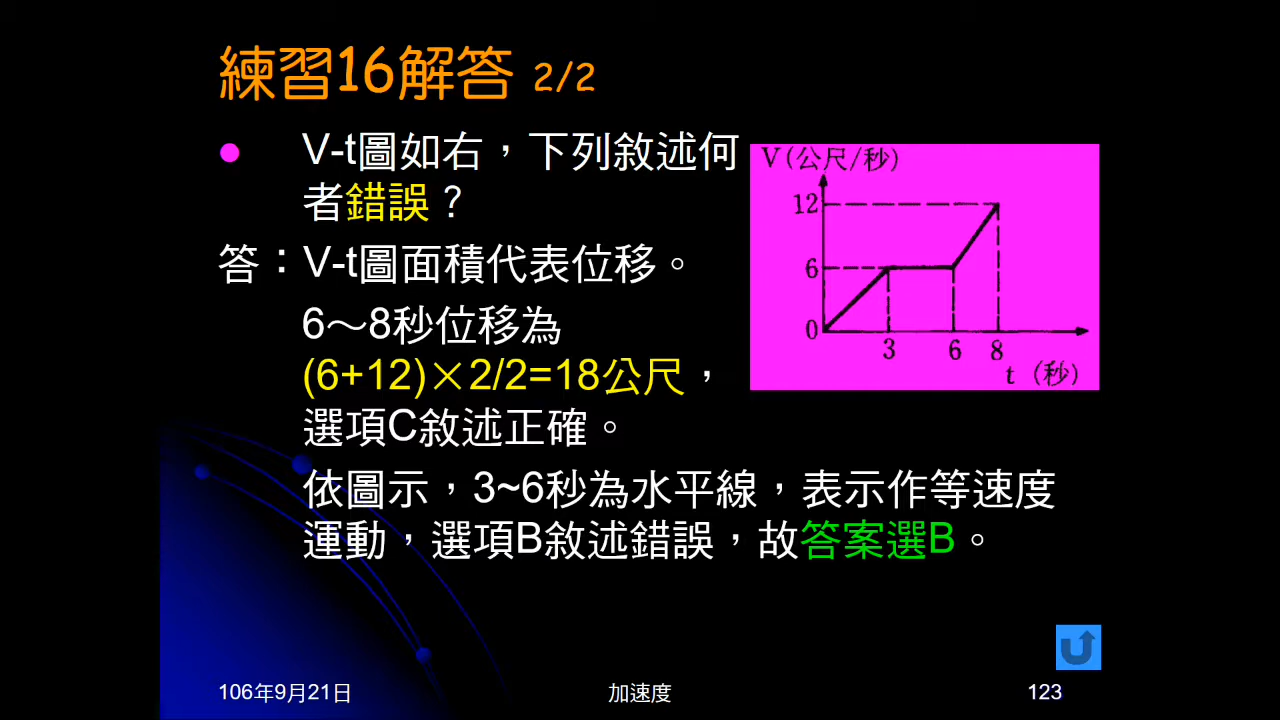 練習16解答 2/2
V-t圖如右，下列敘述何
者錯誤？
答：V-t圖面積代表位移。
6～8秒位移為
(6+12)×2/2=18公尺，
選項C敘述正確。
依圖示，3~6秒為水平線，表示作等速度
運動，選項B敘述錯誤，故答案選B。
V(公尺/秒)
12
6
0
3 6 8
t (秒)
106年9月21日
加速度
123